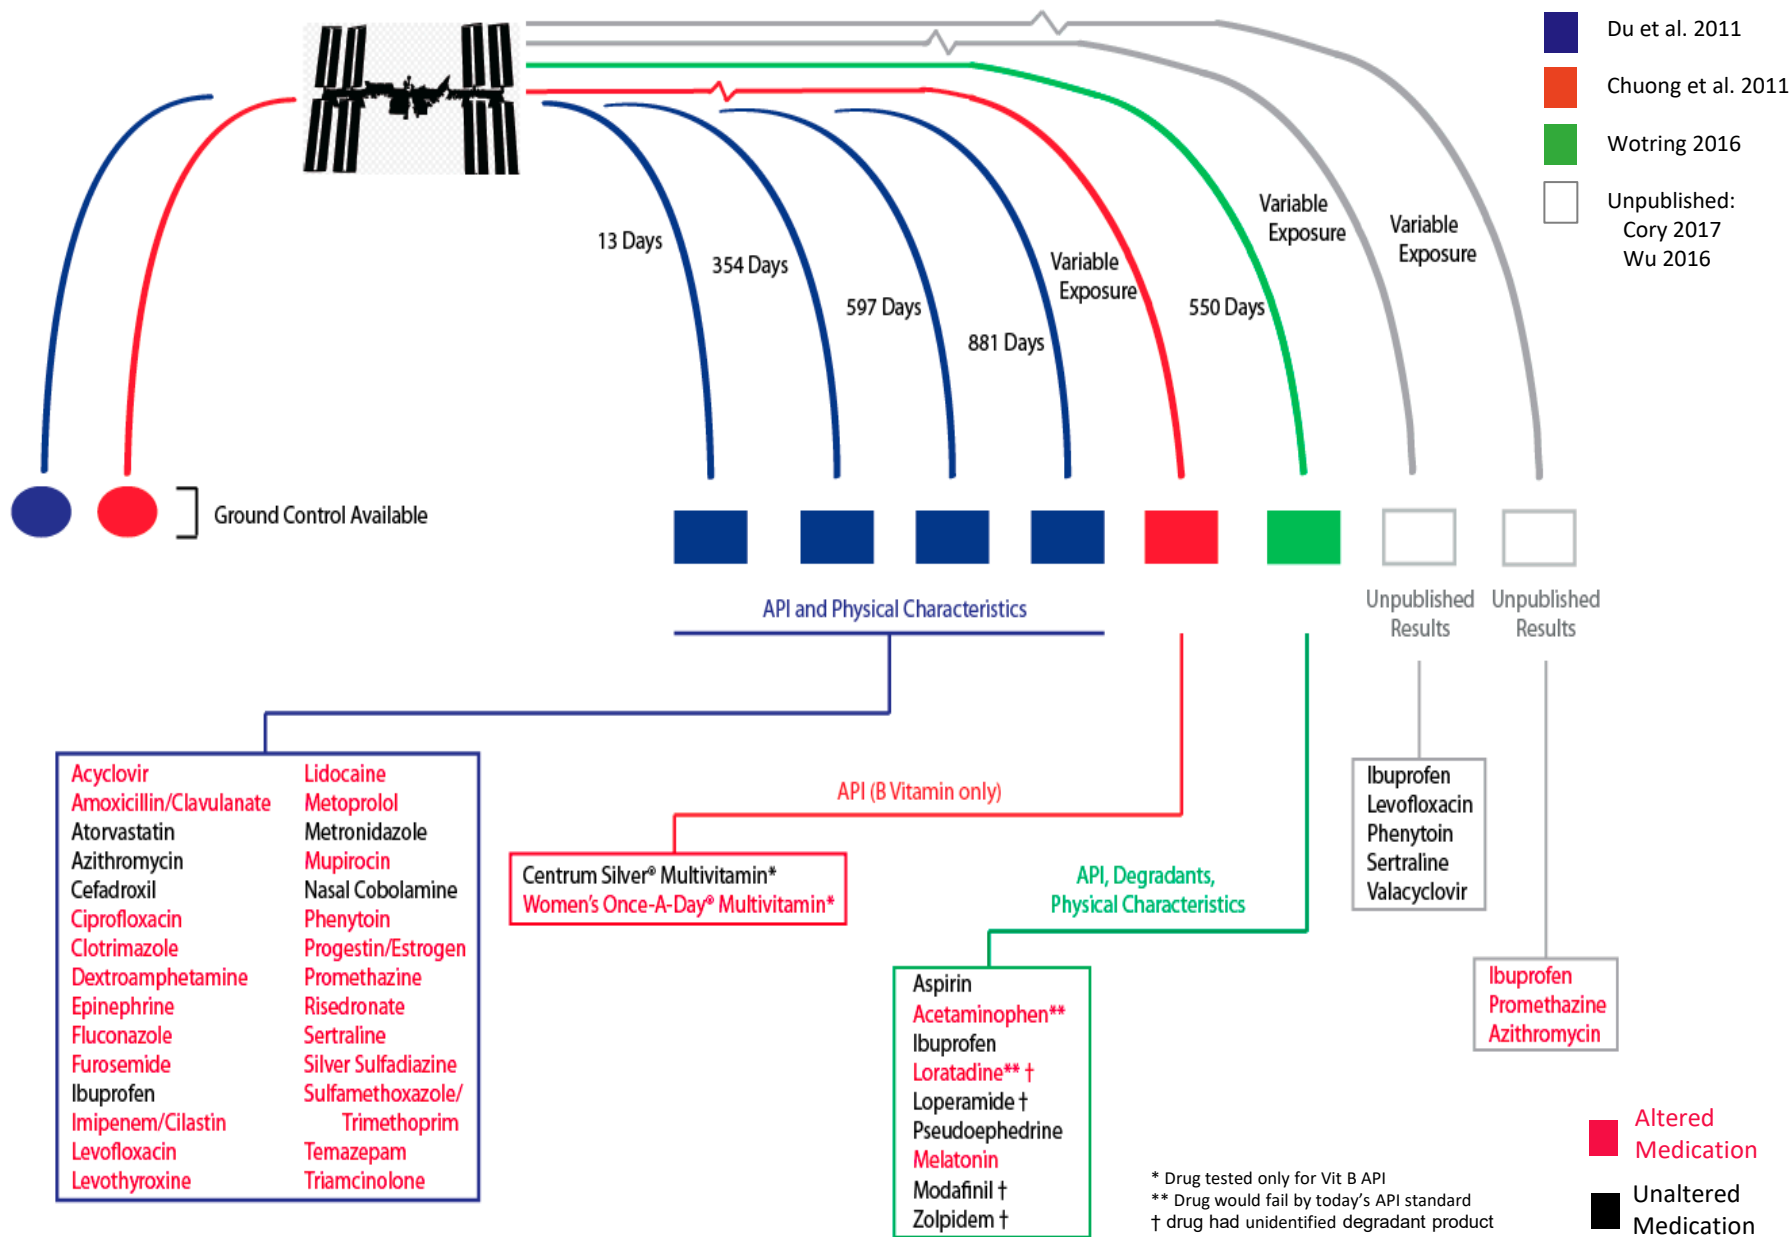 Du et al. 2011
Chuong et al. 2011
Wotring 2016
Unpublished:
Cory 2017
Wu 2016
13 Days
354 Days
597 Days
881 Days
Variable
Exposure
550 Days
Variable
Exposure
Variable
Exposure
Ground Control Available
API and Physical Characteristics
Unpublished
Results
Unpublished
Results
Acyclovir
Amoxicillin/Clavulanate
Atorvastatin
Azithromycin
Cefadroxil
Ciprofloxacin
Clotrimazole
Dextroamphetamine
Epinephrine
Fluconazole
Furosemide
Ibuprofen
Imipenem/Cilastin
Levofloxacin
Levothyroxine
Lidocaine
Metoprolol
Metronidazole
Mupirocin
Nasal Cobolamine
Phenytoin
Progestin/Estrogen
Promethazine
Risedronate
Sertraline
Silver Sulfadiazine
Sulfamethoxazole/
Trimethoprim
Temazepam
Triamcinolone
API (B Vitamin only)
Centrum Silver® Multivitamin*
Women's Once-A-Day® Multivitamin*
API, Degradants,
Physical Characteristics
Aspirin
Acetaminophen**
Ibuprofen
Loratadine** †
Loperamide †
Pseudoephedrine
Melatonin
Modafinil †
Zolpidem †
Ibuprofen
Levofloxacin
Phenytoin
Sertraline
Valacyclovir
Ibuprofen
Promethazine
Azithromycin
* Drug tested only for Vit B API
** Drug would fail by today's API standard
† drug had unidentified degradant product
Altered
Medication
Unaltered
Medication